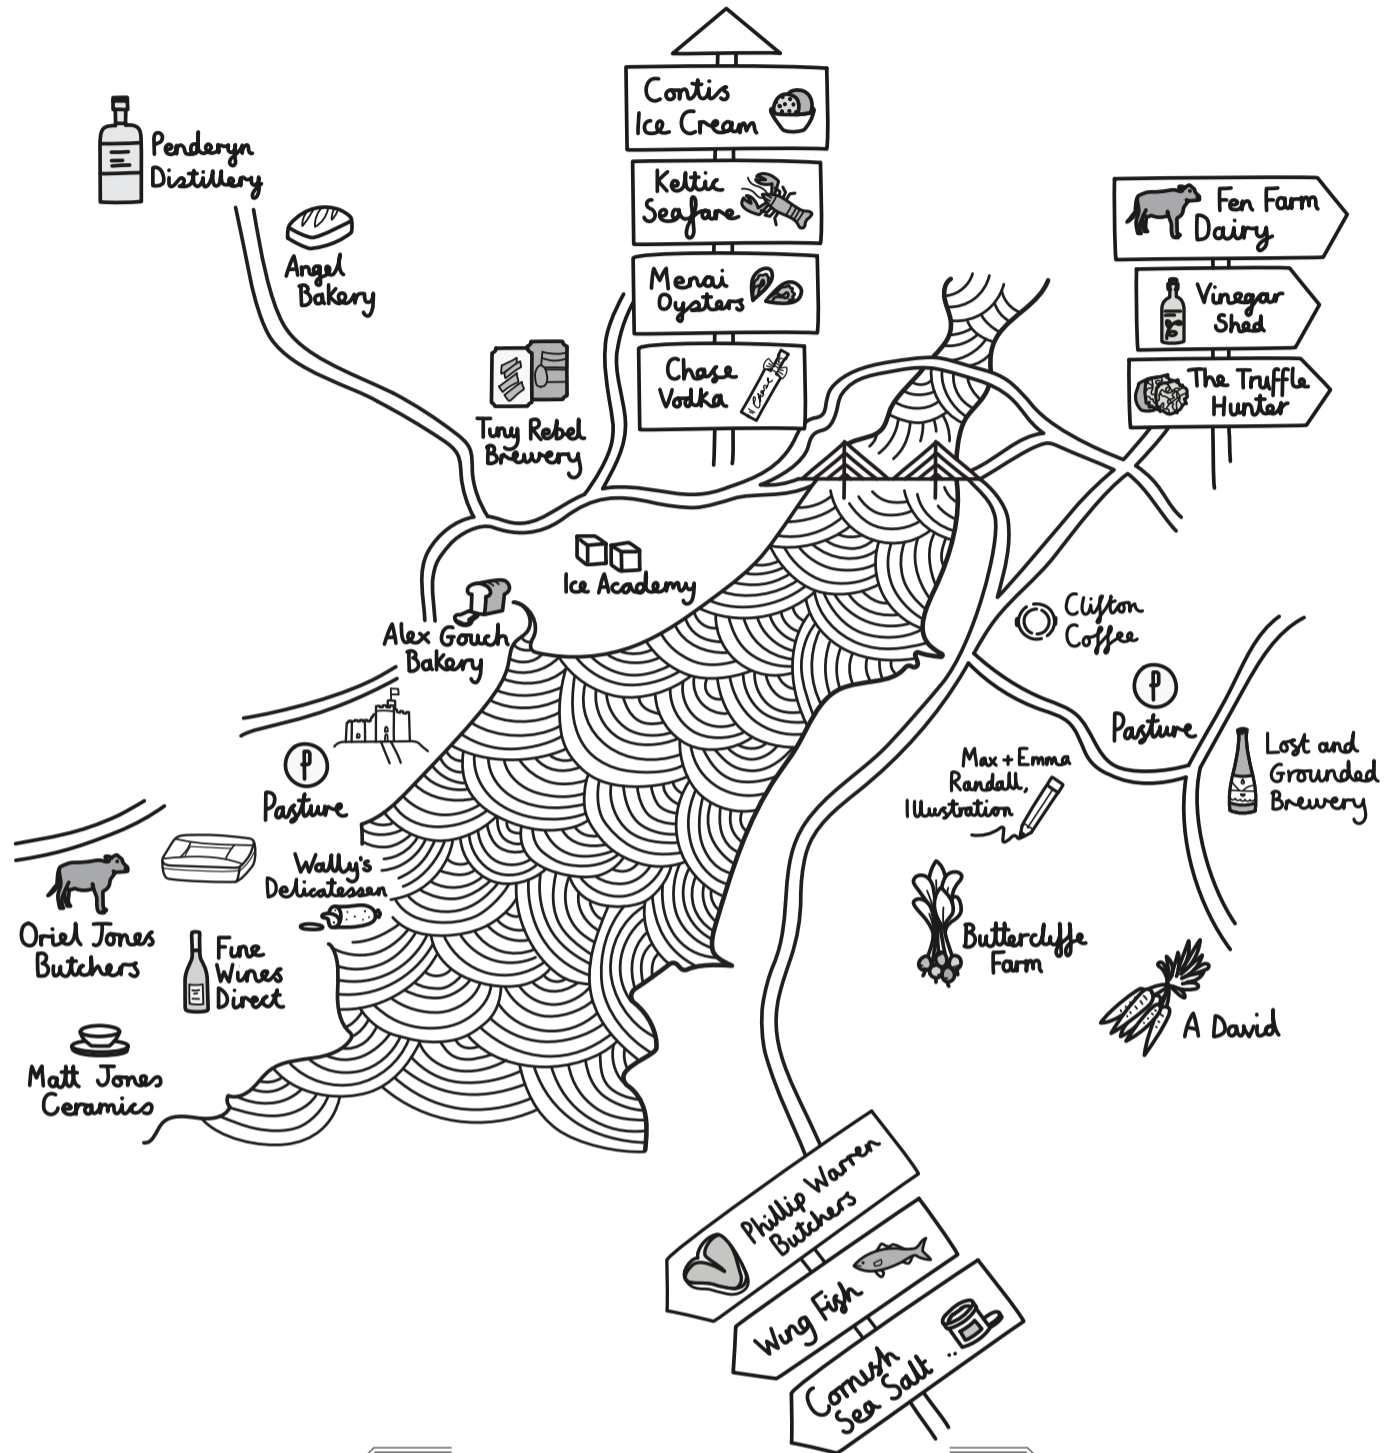 Contis
Ice Cream
Keltic
Seafare
Menai
Oysters
Chase
Vodka
Chase
Penderyn
Distillery
Angel
Bakery
Tiny Rebel
Brewery
Fen Farm
Dairy
Vinegar
Shed
The Truffle
Hunter
Ice Academy
Alex Gouch
Bakery
Clifton
Coffee
P
Pasture
P
Pasture
Lost and
Grounded
Brewery
Max + Emma
Randall,
Illustration
Wally's
Delicatessen
Oriel Jones
Butchers
Fine
Wines
Direct
Buttercliffe
Farm
A David
Matt Jones
Ceramics
Phillip Warren
Butchers
Wing Fish
Cornish
Sea Salt ..